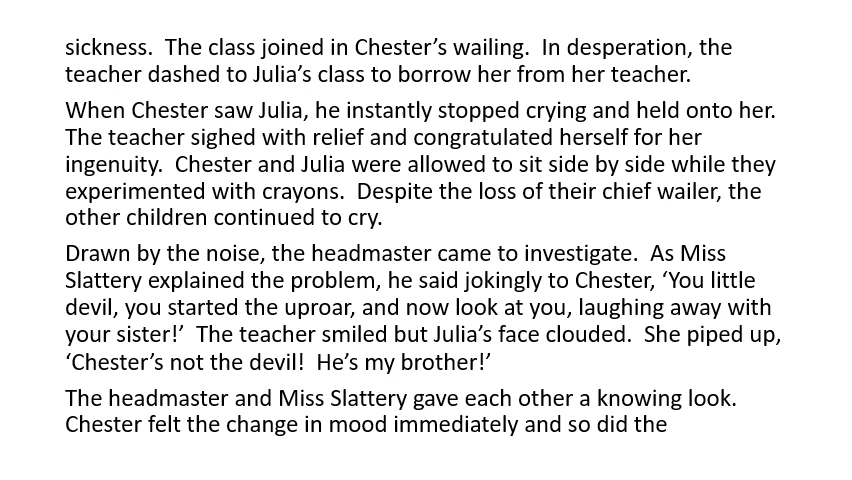 sickness.  The class joined in Chester’s wailing.  In desperation, the
teacher dashed to Julia’s class to borrow her from her teacher.
When Chester saw Julia, he instantly stopped crying and held onto her.
The teacher sighed with relief and congratulated herself for her
ingenuity.  Chester and Julia were allowed to sit side by side while they
experimented with crayons.  Despite the loss of their chief wailer, the
other children continued to cry.
Drawn by the noise, the headmaster came to investigate.  As Miss
Slattery explained the problem, he said jokingly to Chester, ‘You little
devil, you started the uproar, and now look at you, laughing away with
your sister!’  The teacher smiled but Julia’s face clouded.  She piped up,
‘Chester’s not the devil!  He’s my brother!’
The headmaster and Miss Slattery gave each other a knowing look.
Chester felt the change in mood immediately and so did the